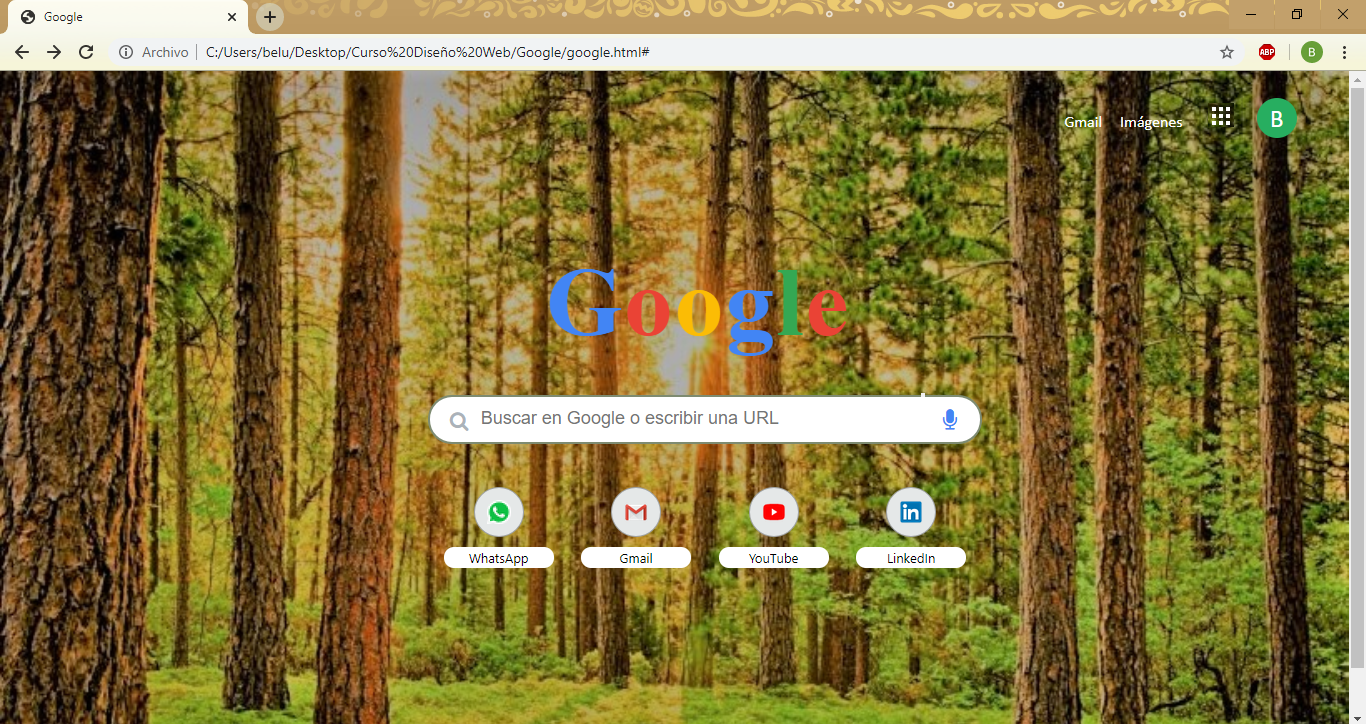 Google
Archivo C:/Users/belu/Desktop/Curso%20Diseño%20Web/Google/google.html# ABP B
Gmail Imágenes B
Google
Buscar en Google o escribir una URL
WhatsApp Gmail YouTube LinkedIn